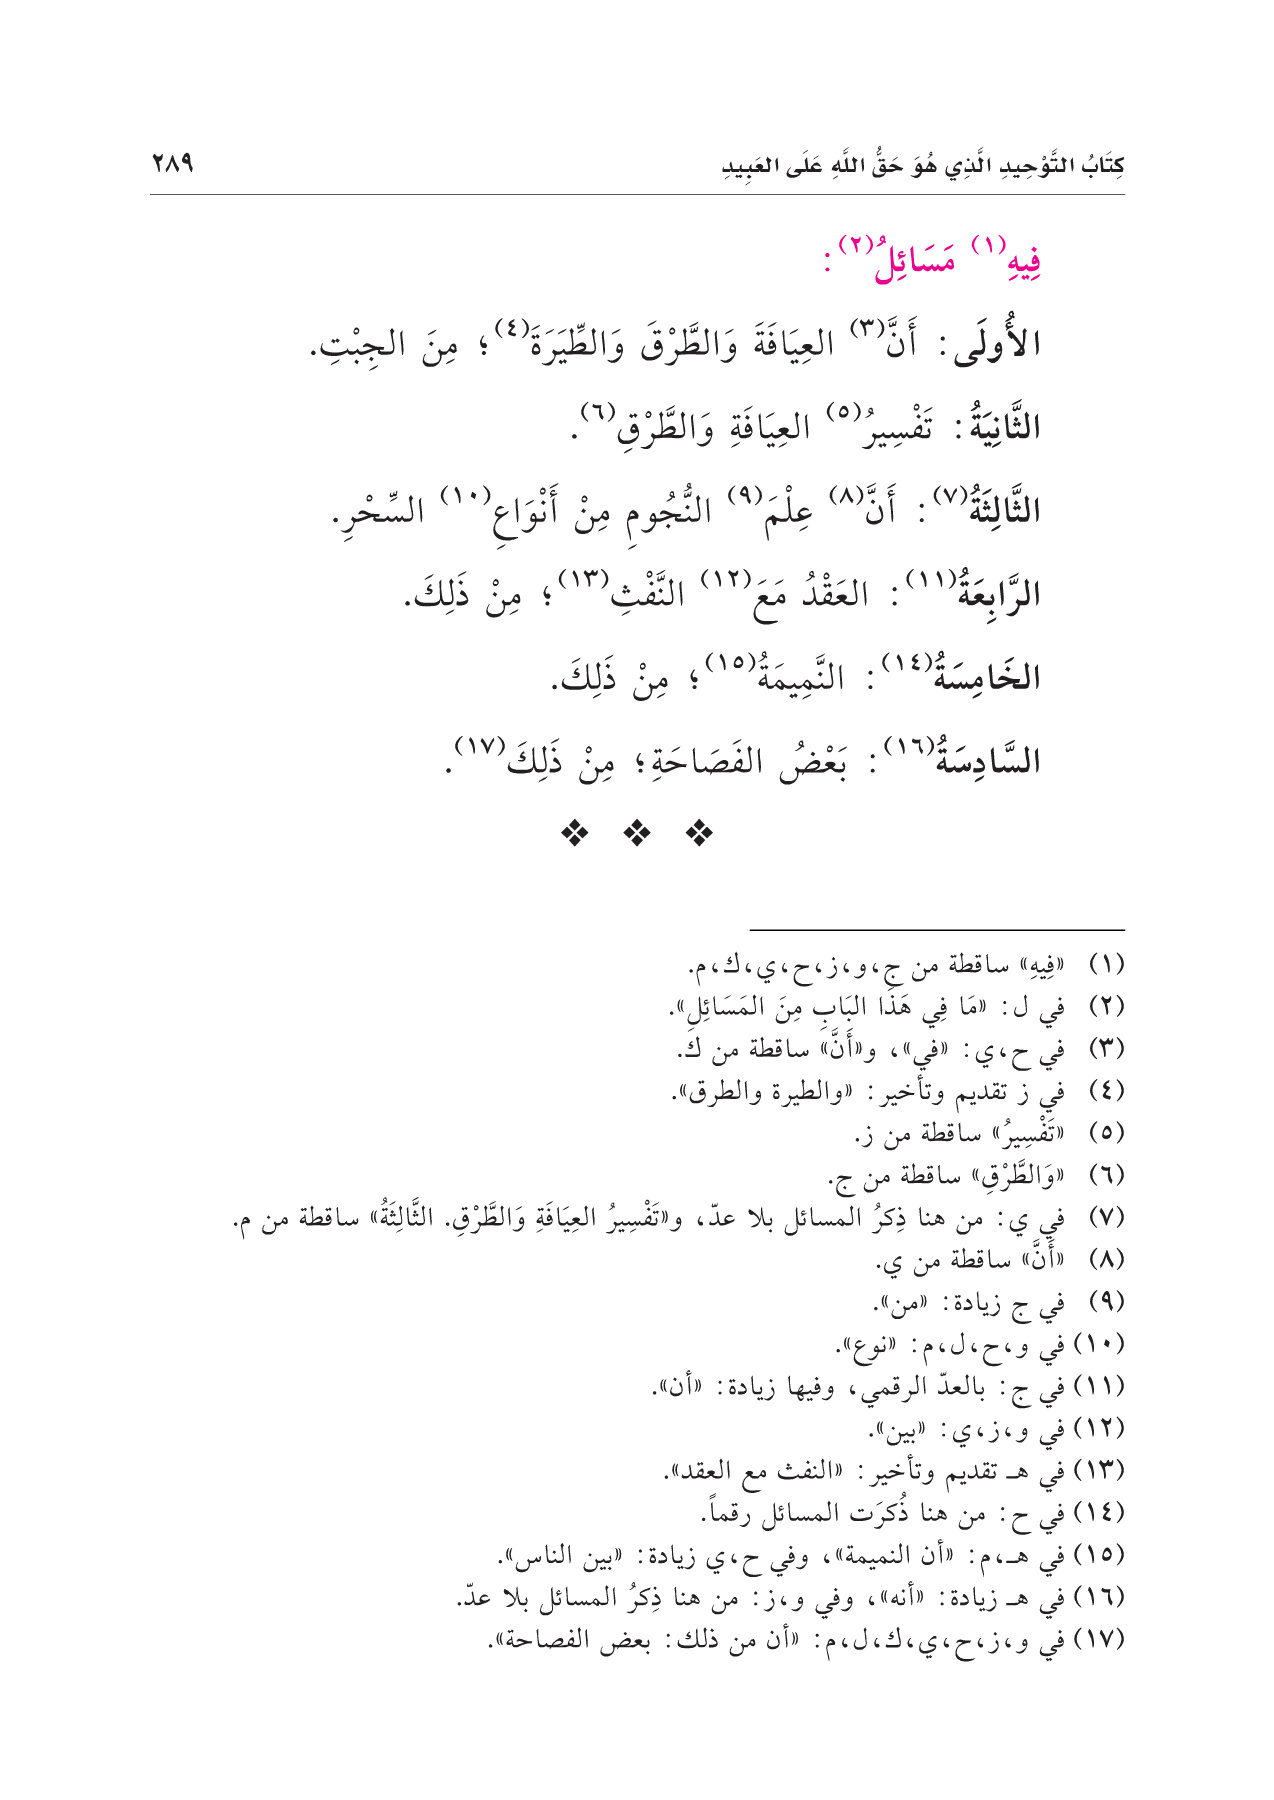 كِتَابُ التَّوْحِيدِ الَّذِي هُوَ حَقُّ اللَّهِ عَلَى العَبِيدِ ٢٨٩
فِيهِ(١) مَسَائِلُ(٢):
الأُولَى: أَنَّ(٣) العِيَافَةَ وَالطَّرْقَ وَالطِّيَرَةَ(٤)؛ مِنَ الجِبْتِ.
الثَّانِيَةُ: تَفْسِيرُ(٥) العِيَافَةِ وَالطَّرْقِ(٦).
الثَّالِثَةُ(٧): أَنَّ(٨) عِلْمَ(٩) النُّجُومِ مِنْ أَنْوَاعِ(١٠) السِّحْرِ.
الرَّابِعَةُ(١١): العَقْدُ مَعَ(١٢) النَّفْثِ(١٣)؛ مِنْ ذَلِكَ.
الخَامِسَةُ(١٤): النَّمِيمَةُ(١٥)؛ مِنْ ذَلِكَ.
السَّادِسَةُ(١٦): بَعْضُ الفَصَاحَةِ؛ مِنْ ذَلِكَ(١٧).
(١) «فِيهِ» ساقطة من ج، و، ز، ح، ي، ك، م.
(٢) في ل: «مَا فِي هَذَا البَابِ مِنَ المَسَائِلِ».
(٣) في ح، ي: «في»، و«أَنَّ» ساقطة من ك.
(٤) في ز تقديم وتأخير: «والطيرة والطرق».
(٥) «تَفْسِيرُ» ساقطة من ز.
(٦) «وَالطَّرْقِ» ساقطة من ج.
(٧) في ي: من هنا ذِكرُ المسائل بلا عدّ، و«تَفْسِيرُ العِيَافَةِ وَالطَّرْقِ. الثَّالِثَةُ» ساقطة من م.
(٨) «أَنَّ» ساقطة من ي.
(٩) في ج زيادة: «من».
(١٠) في و، ح، ل، م: «نوع».
(١١) في ج: بالعدّ الرقمي، وفيها زيادة: «أن».
(١٢) في و، ز، ي: «بين».
(١٣) في هـ تقديم وتأخير: «النفث مع العقد».
(١٤) في ح: من هنا ذُكرَت المسائل رقماً.
(١٥) في هـ، م: «أن النميمة»، وفي ح، ي زيادة: «بين الناس».
(١٦) في هـ زيادة: «أنه»، وفي و، ز: من هنا ذِكرُ المسائل بلا عدّ.
(١٧) في و، ز، ح، ي، ك، ل، م: «أن من ذلك: بعض الفصاحة».